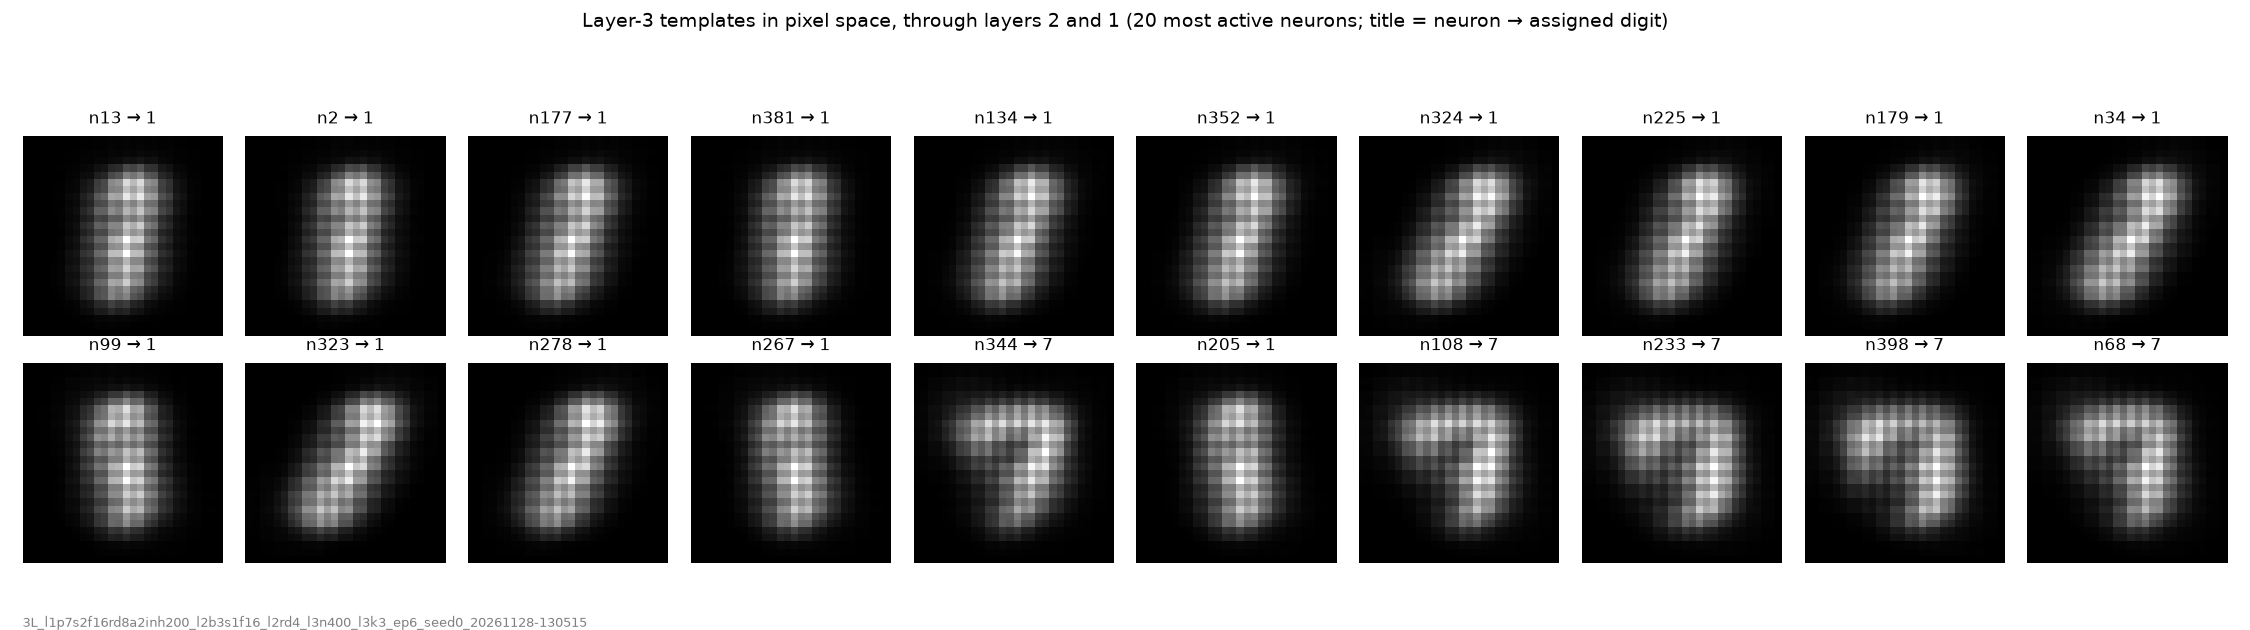 Layer-3 templates in pixel space, through layers 2 and 1 (20 most active neurons; title = neuron → assigned digit)
n13 → 1 n2 → 1 n177 → 1 n381 → 1 n134 → 1 n352 → 1 n324 → 1 n225 → 1 n179 → 1 n34 → 1
n99 → 1 n323 → 1 n278 → 1 n267 → 1 n344 → 7 n205 → 1 n108 → 7 n233 → 7 n398 → 7 n68 → 7
3L_l1p7s2f16rd8a2inh200_l2b3s1f16_l2rd4_l3n400_l3k3_ep6_seed0_20261128-130515